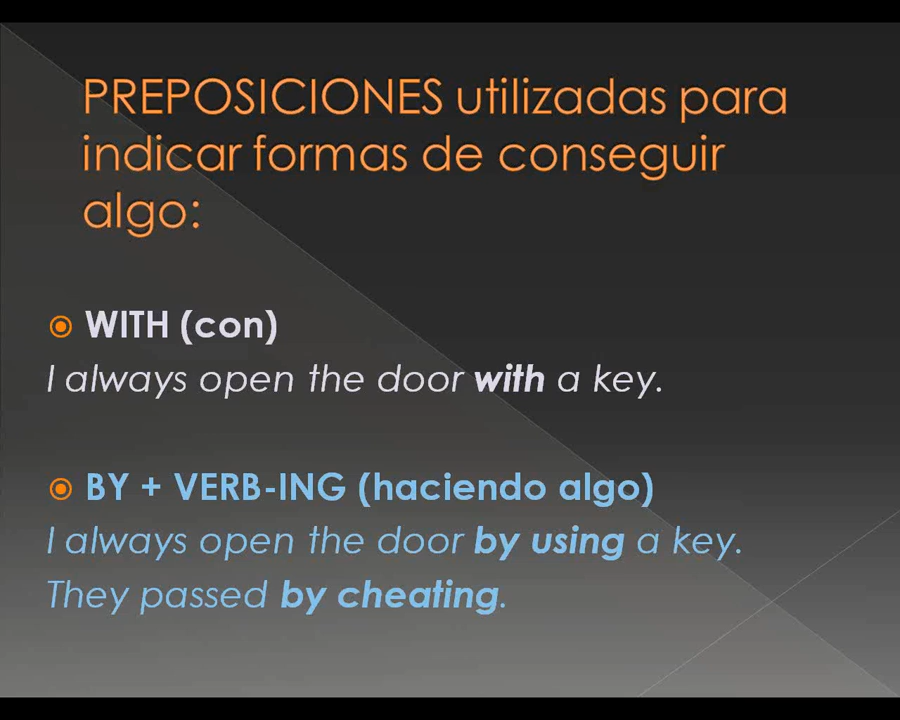 PREPOSICIONES utilizadas para
indicar formas de conseguir
algo:
WITH (con)
I always open the door with a key.
BY + VERB-ING (haciendo algo)
I always open the door by using a key.
They passed by cheating.